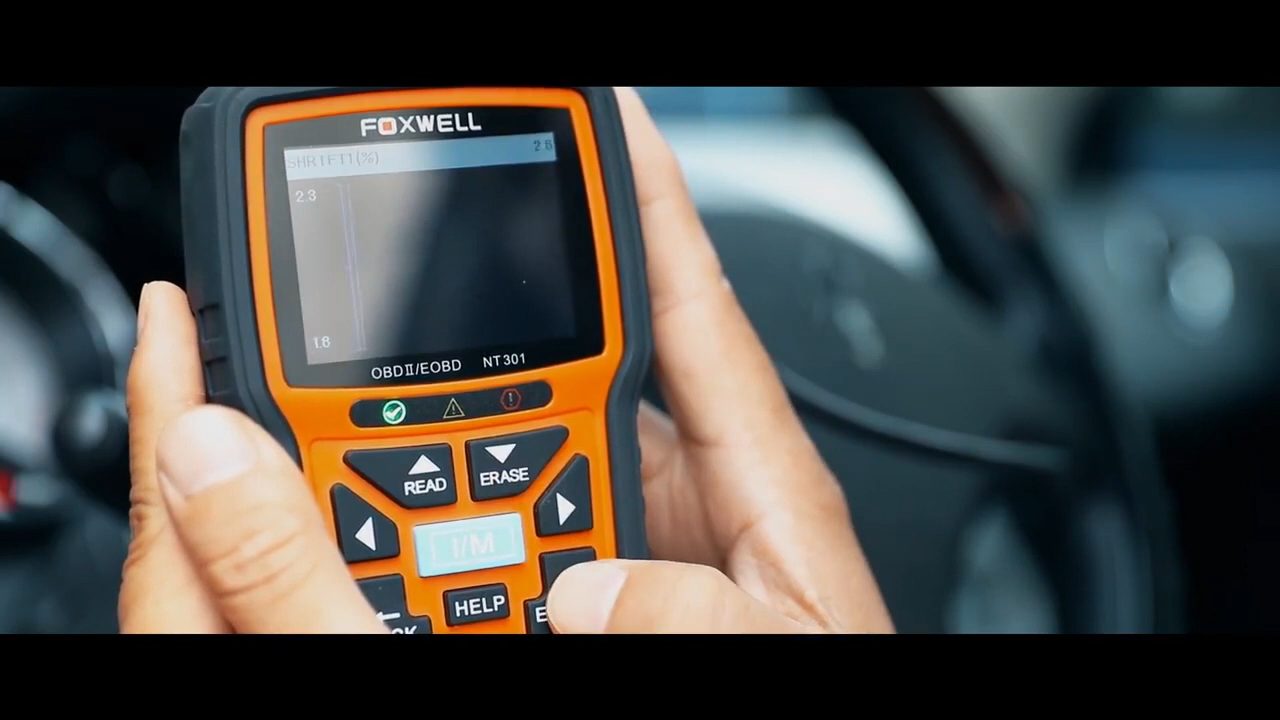 FOXWELL
SHRTFT1(%) 2.5
2.3
1.6
OBDII/EOBD NT301
READ
ERASE
I/M
HELP